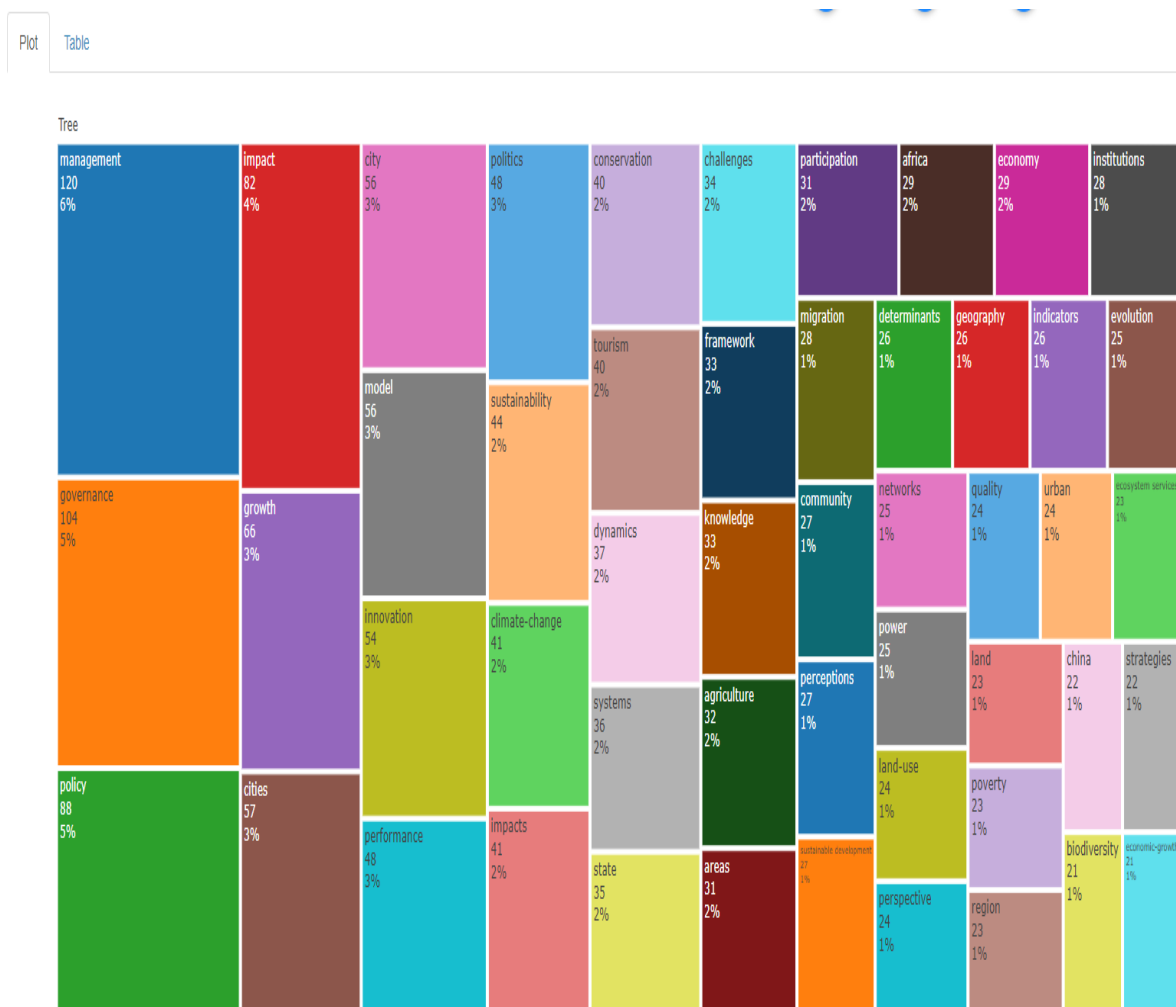 Plot
Table
Tree
management
120
6%
governance
104
5%
policy
88
5%
impact
82
4%
growth
66
3%
cities
57
3%
city
56
3%
model
56
3%
innovation
54
3%
performance
48
3%
politics
48
3%
sustainability
44
2%
climate-change
41
2%
impacts
41
2%
conservation
40
2%
tourism
40
2%
dynamics
37
2%
systems
36
2%
state
35
2%
challenges
34
2%
framework
33
2%
knowledge
33
2%
agriculture
32
2%
areas
31
2%
participation
31
2%
africa
29
2%
economy
29
2%
institutions
28
1%
migration
28
1%
community
27
1%
perceptions
27
1%
sustainable development
27
1%
determinants
26
1%
geography
26
1%
indicators
26
1%
evolution
25
1%
networks
25
1%
power
25
1%
land-use
24
1%
perspective
24
1%
quality
24
1%
urban
24
1%
ecosystem services
23
1%
land
23
1%
poverty
23
1%
region
23
1%
china
22
1%
strategies
22
1%
biodiversity
21
1%
economic-growth
21
1%